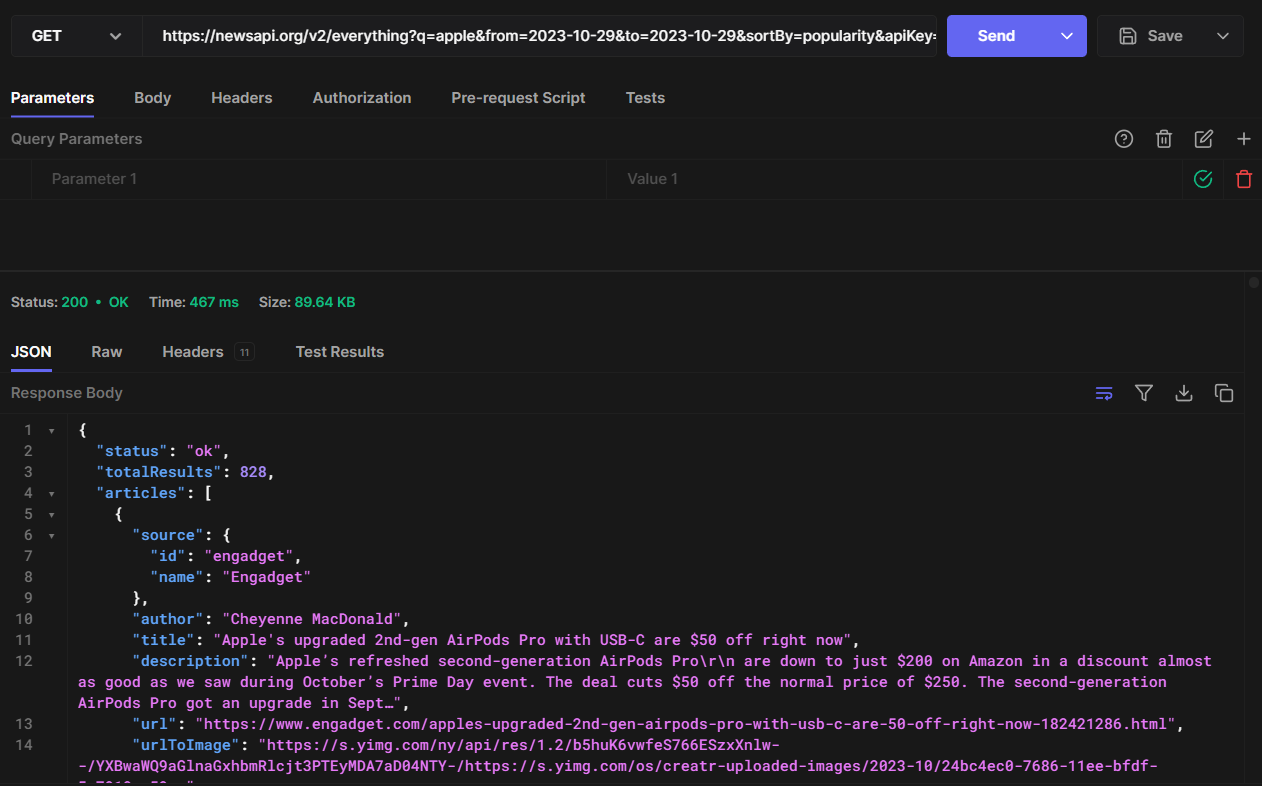 GET https://newsapi.org/v2/everything?q=apple&from=2023-10-29&to=2023-10-29&sortBy=popularity&apiKey= Send Save
Parameters Body Headers Authorization Pre-request Script Tests
Query Parameters
Parameter 1 Value 1
Status: 200 • OK Time: 467 ms Size: 89.64 KB
JSON Raw Headers 11 Test Results
Response Body
1 {
2 "status": "ok",
3 "totalResults": 828,
4 "articles": [
5 {
6 "source": {
7 "id": "engadget",
8 "name": "Engadget"
9 },
10 "author": "Cheyenne MacDonald",
11 "title": "Apple's upgraded 2nd-gen AirPods Pro with USB-C are $50 off right now",
12 "description": "Apple’s refreshed second-generation AirPods Pro\r\n are down to just $200 on Amazon in a discount almost
as good as we saw during October’s Prime Day event. The deal cuts $50 off the normal price of $250. The second-generation
AirPods Pro got an upgrade in Sept…",
13 "url": "https://www.engadget.com/apples-upgraded-2nd-gen-airpods-pro-with-usb-c-are-50-off-right-now-182421286.html",
14 "urlToImage": "https://s.yimg.com/ny/api/res/1.2/b5huK6vwfeS766ESzxXnlw-
-/YXBwaWQ9aGlnaGxhbmRlcjt3PTEyMDA7aD04NTY-/https://s.yimg.com/os/creatr-uploaded-images/2023-10/24bc4ec0-7686-11ee-bfdf-